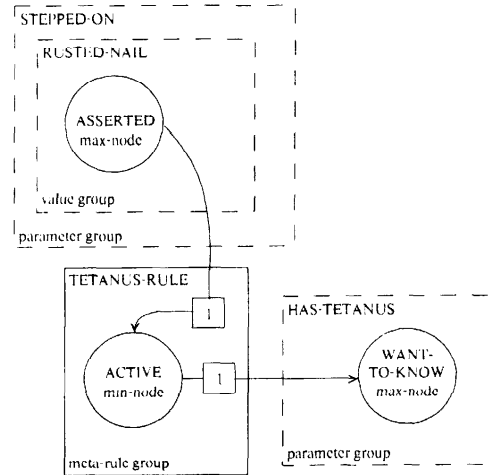 STEPPED-ON
RUSTED-NAIL
ASSERTED
max-node
value group
parameter group
TETANUS-RULE
1
ACTIVE
min-node
1
meta-rule group
HAS-TETANUS
WANT-
TO-KNOW
max-node
parameter group